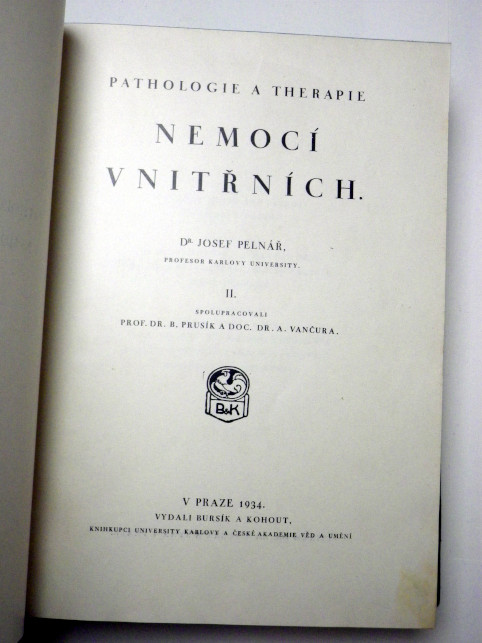 PATHOLOGIE A THERAPIE
NEMOCÍ
VNITŘNÍCH.
DR. JOSEF PELNÁŘ,
PROFESOR KARLOVY UNIVERSITY.
II.
SPOLUPRACOVALI
PROF. DR. B. PRUSÍK A DOC. DR. A. VANČURA.
B&K
V PRAZE 1934.
VYDALI BURSÍK A KOHOUT,
KNIHKUPCI UNIVERSITY KARLOVY A ČESKÉ AKADEMIE VĚD A UMĚNÍ